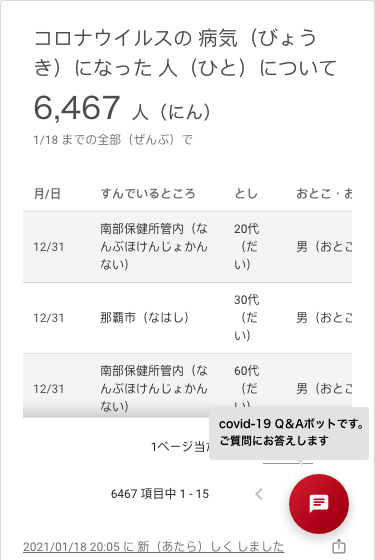 コロナウイルスの 病気（びょう
き）になった 人（ひと）について
6,467 人（にん）
1/18 までの全部（ぜんぶ）で
月/日 すんでいるところ とし おとこ・お
12/31 南部保健所管内（な
んぶほけんじょかん
ない） 20代
（だ
い） 男（おとこ
12/31 那覇市（なはし） 30代
（だ
い） 男（おとこ
12/31 南部保健所管内（な
んぶほけんじょかん
ない） 60代
（だ
い） 男（おとこ
1ページ当た
covid-19 Q&Aボットです。
ご質問にお答えします
6467 項目中 1 - 15
2021/01/18 20:05 に 新（あたら）しく しました